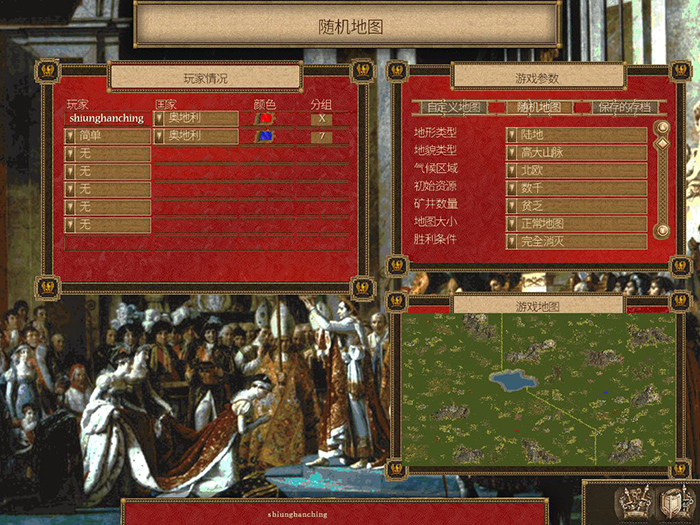 随机地图
玩家情况
玩家 国家 颜色 分组
shiunghanching 奥地利 X
简单 奥地利 7
无
无
无
无
无
游戏参数
自定义地图 随机地图 保存的存档
地形类型 陆地
地貌类型 高大山脉
气候区域 北欧
初始资源 数千
矿井数量 贫乏
地图大小 正常地图
胜利条件 完全消灭
游戏地图
shiunghanching